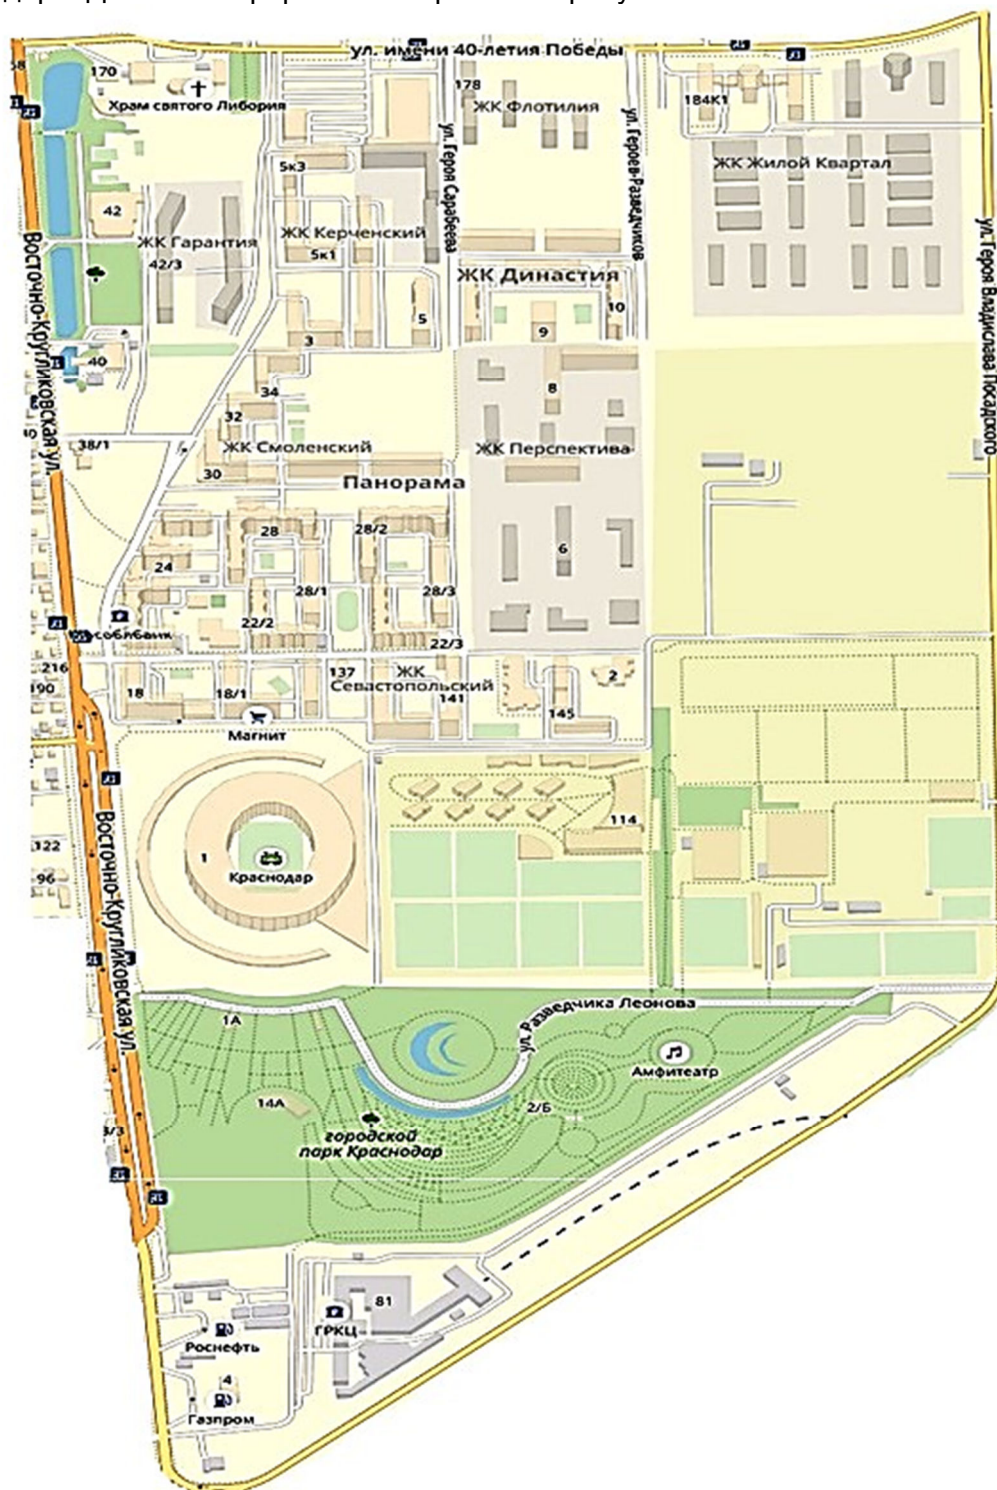 ул. имени 40-летия Победы
170
Храм святого Либория
178
ЖК Флотилия
184К1
ул. Героя Сарабеева
ул. Героев-Разведчиков
ЖК Жилой Квартал
5к3
42
ЖК Гарантия
42/3
ЖК Керченский
5к1
Восточно-Кругликовская ул.
ул. Героя Владислава Посадского
ЖК Династия
10
5
9
3
40
34
8
32
38/1
ЖК Смоленский
ЖК Перспектива
30
Панорама
28
28/2
6
24
28/1
28/3
22/2
22/3
216
190
18
18/1
137
ЖК
Севастопольский
141
2
145
Магнит
114
122
96
1
Краснодар
Восточно-Кругликовская ул.
ул. Разведчика Леонова
1А
Амфитеатр
14А
2/Б
городской
парк Краснодар
81
ГРКЦ
Роснефть
4
Газпром